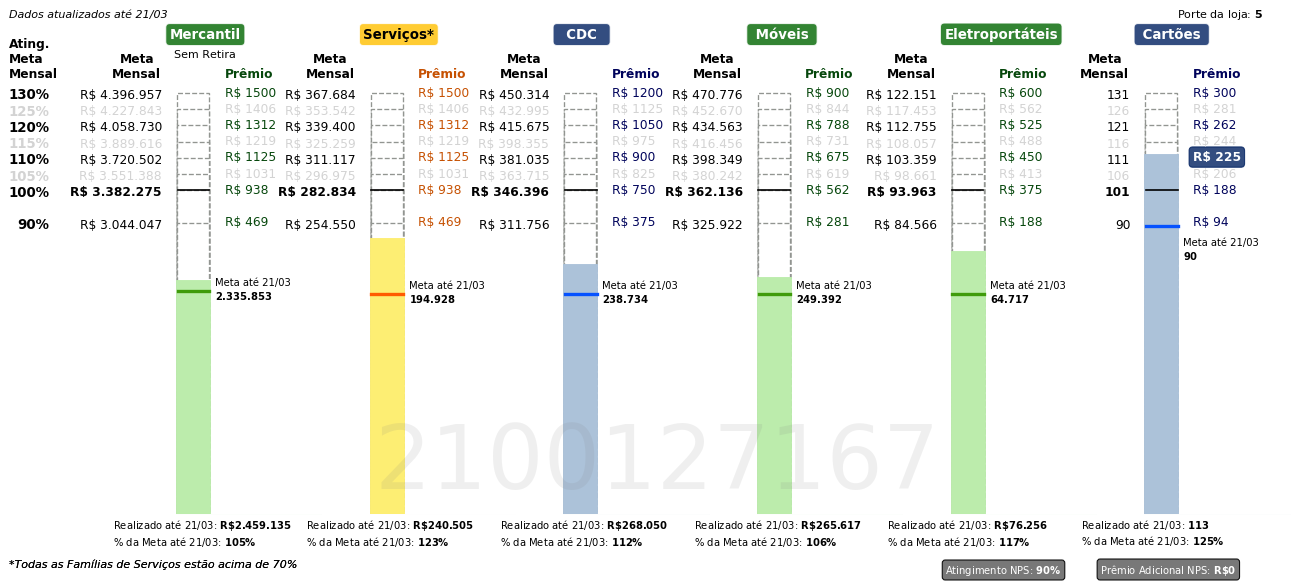 Dados atualizados até 21/03
Porte da loja: 5
Mercantil Serviços* CDC Móveis Eletroportáteis Cartões
Sem Retira
Ating. Meta Mensal
Meta Mensal Prêmio Meta Mensal Prêmio Meta Mensal Prêmio Meta Mensal Prêmio Meta Mensal Prêmio Meta Mensal Prêmio
130% R$ 4.396.957 R$ 1500 R$ 367.684 R$ 1500 R$ 450.314 R$ 1200 R$ 470.776 R$ 900 R$ 122.151 R$ 600 131 R$ 300
125% R$ 4.227.843 R$ 1406 R$ 353.542 R$ 1406 R$ 432.995 R$ 1125 R$ 452.670 R$ 844 R$ 117.453 R$ 562 126 R$ 281
120% R$ 4.058.730 R$ 1312 R$ 339.400 R$ 1312 R$ 415.675 R$ 1050 R$ 434.563 R$ 788 R$ 112.755 R$ 525 121 R$ 262
115% R$ 3.889.616 R$ 1219 R$ 325.259 R$ 1219 R$ 398.355 R$ 975 R$ 416.456 R$ 731 R$ 108.057 R$ 488 116 R$ 244
110% R$ 3.720.502 R$ 1125 R$ 311.117 R$ 1125 R$ 381.035 R$ 900 R$ 398.349 R$ 675 R$ 103.359 R$ 450 111 R$ 225
105% R$ 3.551.388 R$ 1031 R$ 296.975 R$ 1031 R$ 363.715 R$ 825 R$ 380.242 R$ 619 R$ 98.661 R$ 413 106 R$ 206
100% R$ 3.382.275 R$ 938 R$ 282.834 R$ 938 R$ 346.396 R$ 750 R$ 362.136 R$ 562 R$ 93.963 R$ 375 101 R$ 188
90% R$ 3.044.047 R$ 469 R$ 254.550 R$ 469 R$ 311.756 R$ 375 R$ 325.922 R$ 281 R$ 84.566 R$ 188 90 R$ 94
Meta até 21/03
90
Meta até 21/03 Meta até 21/03 Meta até 21/03 Meta até 21/03 Meta até 21/03
2.335.853 194.928 238.734 249.392 64.717
2100127167
Realizado até 21/03: R$2.459.135 Realizado até 21/03: R$240.505 Realizado até 21/03: R$268.050 Realizado até 21/03: R$265.617 Realizado até 21/03: R$76.256 Realizado até 21/03: 113
% da Meta até 21/03: 105% % da Meta até 21/03: 123% % da Meta até 21/03: 112% % da Meta até 21/03: 106% % da Meta até 21/03: 117% % da Meta até 21/03: 125%
*Todas as Famílias de Serviços estão acima de 70%
Atingimento NPS: 90% Prêmio Adicional NPS: R$0